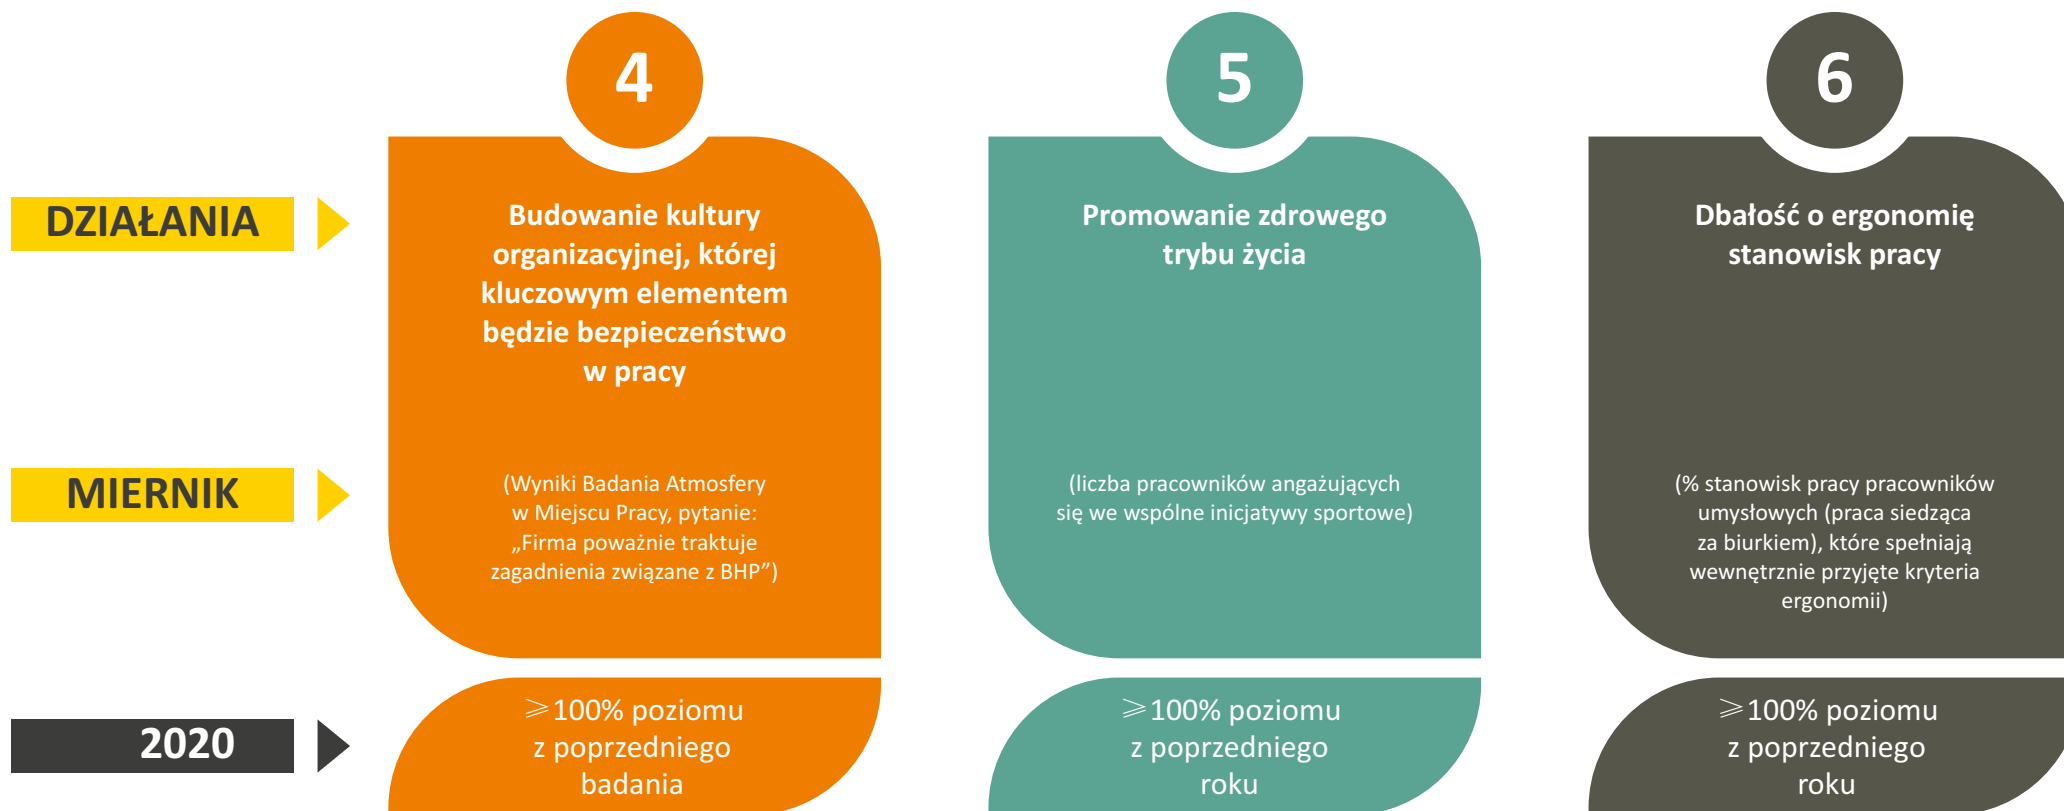 4
5
6
DZIAŁANIA
Budowanie kultury
organizacyjnej, której
kluczowym elementem
będzie bezpieczeństwo
w pracy
Promowanie zdrowego
trybu życia
Dbałość o ergonomię
stanowisk pracy
MIERNIK
(Wyniki Badania Atmosfery
w Miejscu Pracy, pytanie:
„Firma poważnie traktuje
zagadnienia związane z BHP”)
(liczba pracowników angażujących
się we wspólne inicjatywy sportowe)
(% stanowisk pracy pracowników
umysłowych (praca siedząca
za biurkiem), które spełniają
wewnętrznie przyjęte kryteria
ergonomii)
2020
⩾100% poziomu
z poprzedniego
badania
⩾100% poziomu
z poprzedniego
roku
⩾100% poziomu
z poprzedniego
roku